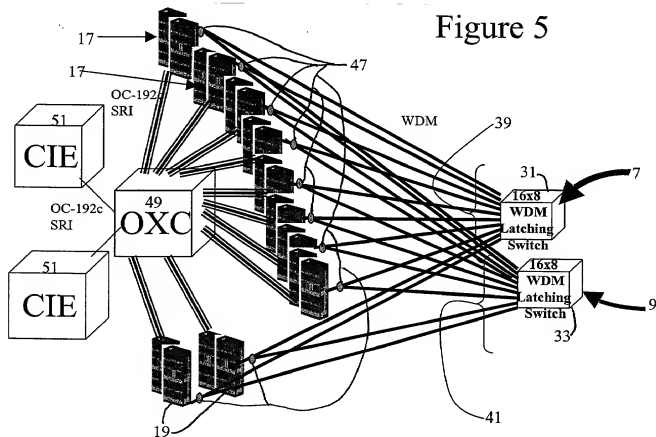 Figure 5
17
17
47
OC-192c
SRI
WDM
39
51
CIE
31
7
16x8
WDM
Latching
Switch
49
OXC
OC-192c
SRI
51
CIE
16x8
WDM
Latching
Switch
9
33
41
19